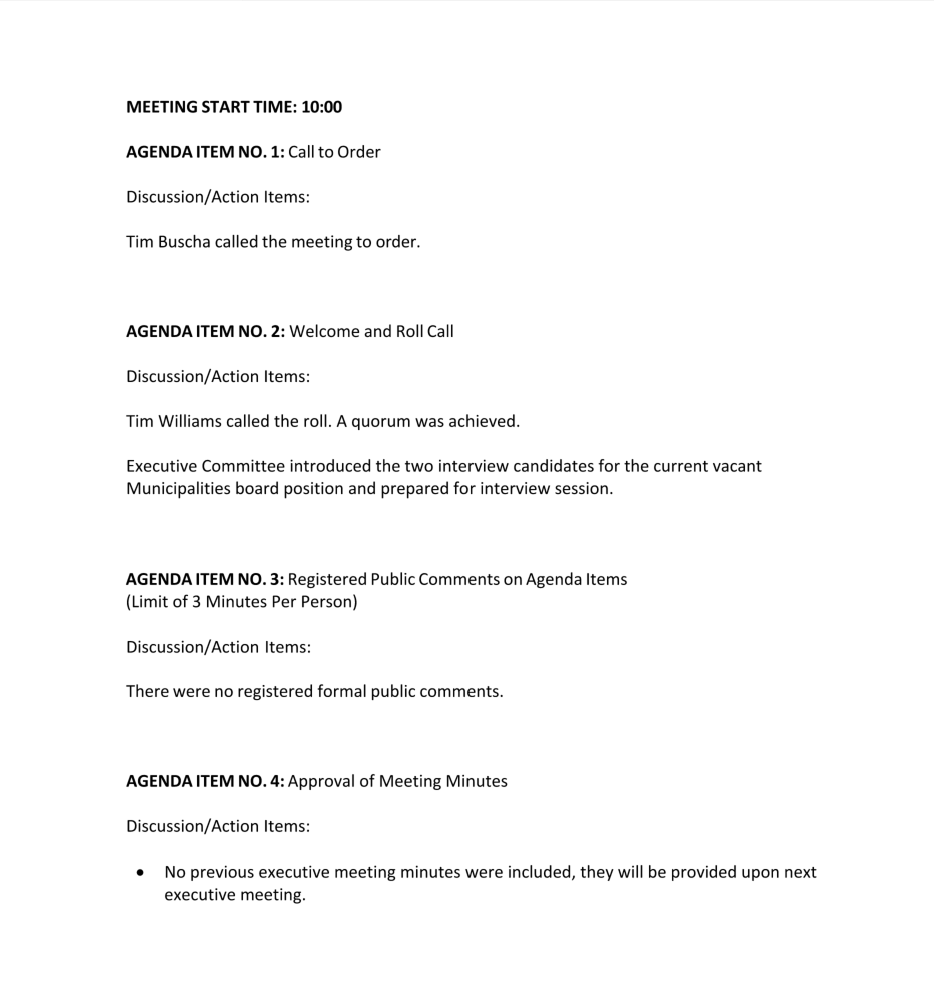 MEETING START TIME: 10:00
AGENDA ITEM NO. 1: Call to Order
Discussion/Action Items:
Tim Buscha called the meeting to order.
AGENDA ITEM NO. 2: Welcome and Roll Call
Discussion/Action Items:
Tim Williams called the roll. A quorum was achieved.
Executive Committee introduced the two interview candidates for the current vacant
Municipalities board position and prepared for interview session.
AGENDA ITEM NO. 3: Registered Public Comments on Agenda Items
(Limit of 3 Minutes Per Person)
Discussion/Action Items:
There were no registered formal public comments.
AGENDA ITEM NO. 4: Approval of Meeting Minutes
Discussion/Action Items:
• No previous executive meeting minutes were included, they will be provided upon next
executive meeting.